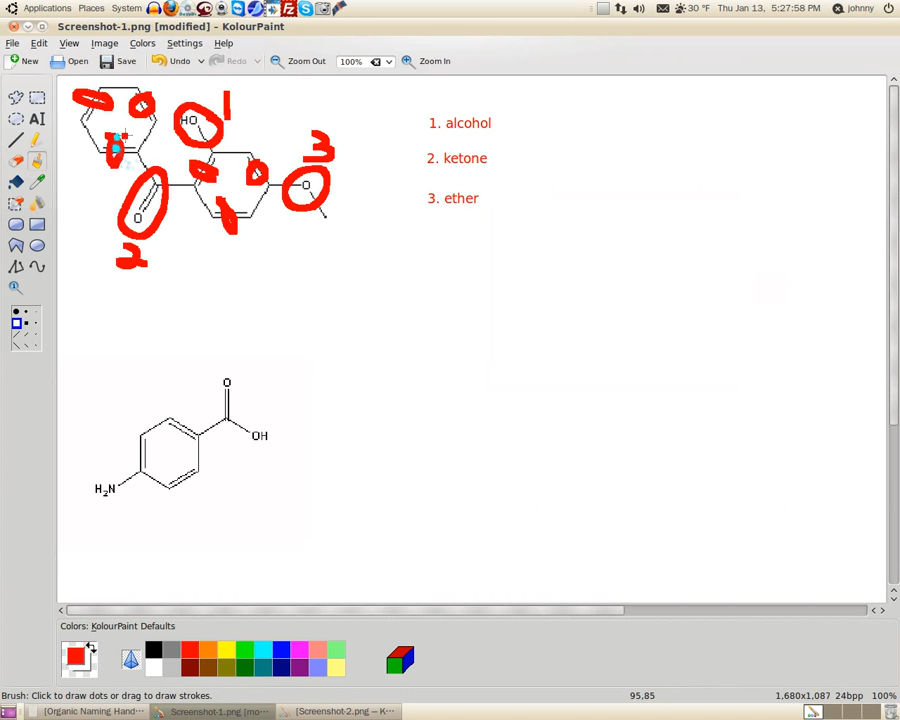 Applications Places System 30 °F Thu Jan 13, 5:27:58 PM johnny
Screenshot-1.png [modified] – KolourPaint
File Edit View Image Colors Settings Help
New Open Save Undo Redo Zoom Out 100% Zoom In
HO
1
3
O
O
2
1. alcohol
2. ketone
3. ether
O
OH
H2N
Colors: KolourPaint Defaults
Brush: Click to draw dots or drag to draw strokes. 95,85 1,680x1,087 24bpp 100%
[Organic Naming Hand··· Screenshot-1.png [mo··· [Screenshot-2.png – K···